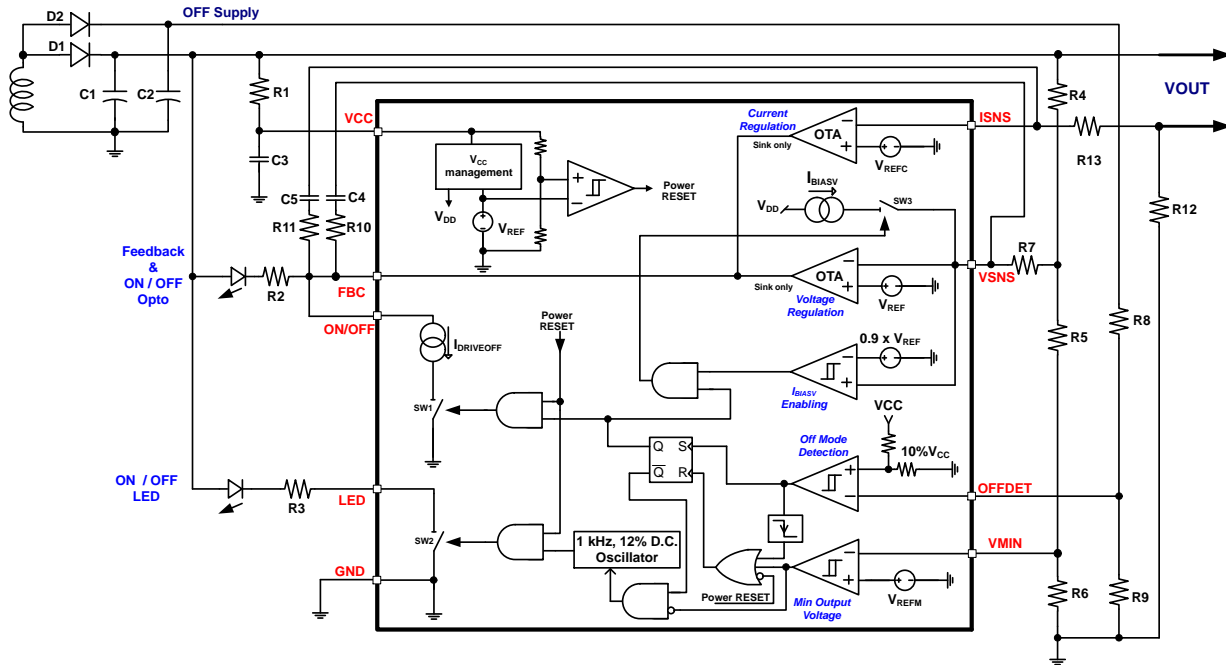 D2
OFF Supply
D1
C1
C2
R1
VCC
C3
C5
C4
R11
R10
Feedback
&
ON / OFF
Opto
R2
FBC
ON/OFF
IDRIVEOFF
SW1
ON / OFF
LED
R3
LED
SW2
GND
VCC
management
VDD
VREF
Power
RESET
Power
RESET
Current
Regulation
Sink only
OTA
VREFC
IBIASV
VDD
SW3
OTA
Sink only
VREF
Voltage
Regulation
0.9 x VREF
IBIASV
Enabling
VCC
10%VCC
Off Mode
Detection
Q
S
Q
R
1 kHz, 12% D.C.
Oscillator
Power RESET
Min Output
Voltage
VREFM
ISNS
VSNS
OFFDET
VMIN
R4
VOUT
R13
R12
R7
R5
R8
R6
R9